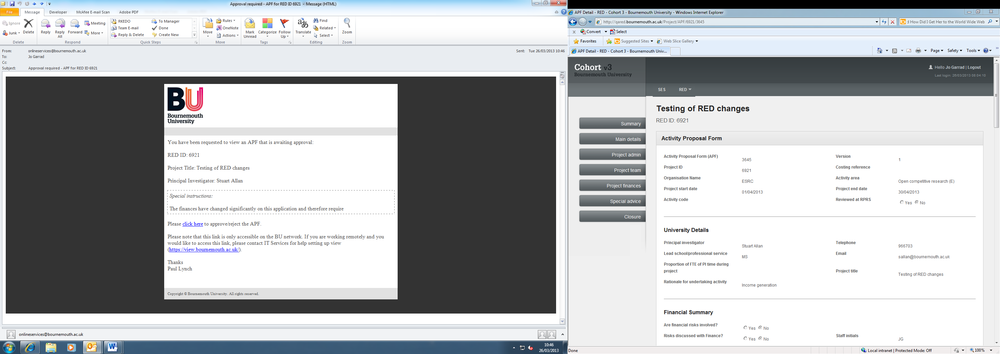 Approval required - APF for RED ID 6921 - Message (HTML)
File Message Developer McAfee E-mail Scan Adobe PDF
Ignore
Junk
Delete
Delete
Reply
Reply All
Forward
Meeting
More
Respond
RKEDO
Team E-mail
Reply & Delete
To Manager
Done
Create New
Quick Steps
Move
Rules
OneNote
Actions
Move
Mark Unread
Categorize
Follow Up
Tags
Translate
Find
Related
Select
Editing
Zoom
Zoom
From: onlineservices@bournemouth.ac.uk
Sent: Tue 26/03/2013 10:46
To: Jo Garrad
Cc:
Subject: Approval required - APF for RED ID 6921
BU
Bournemouth
University
You have been requested to view an APF that is awaiting approval:
RED ID: 6921
Project Title: Testing of RED changes
Principal Investigator: Stuart Allan
Special instructions:
The finances have changed significantly on this application and therefore require
Please click here to approve/reject the APF.
Please note that this link is only accessible on the BU network. If you are working remotely and you
would like to access this link, please contact IT Services for help setting up view
(https://view.bournemouth.ac.uk/).
Thanks
Paul Lynch
Copyright © Bournemouth University. All rights reserved.
onlineservices@bournemouth.ac.uk
10:46
26/03/2013
APF Detail - RED - Cohort 3 - Bournemouth University - Windows Internet Explorer
http://qared.bournemouth.ac.uk/Project/APF/6921/3645
How Did I Get Her to the World Wide Web
x Convert Select
Favorites Suggested Sites Web Slice Gallery
APF Detail - RED - Cohort 3 - Bournemouth Univ...
Page Safety Tools
Cohort v3
Bournemouth University
Hello Jo Garrad | Logout
Last login: 26/03/2013 08:04:10
SES RED
Summary
Main details
Project admin
Project team
Project finances
Special advice
Closure
Testing of RED changes
RED ID: 6921
Activity Proposal Form
Activity Proposal Form (APF) 3645 Version 1
Project ID 6921 Costing reference
Organisation Name ESRC Activity area Open competitive research (E)
Project start date 01/04/2013 Project end date 30/04/2013
Activity code Reviewed at RPRS Yes No
University Details
Principal investigator Stuart Allan Telephone 966703
Lead school/professional service MS Email sallan@bournemouth.ac.uk
Proportion of FTE of PI time during
project Project title Testing of RED changes
Rationale for undertaking activity Income generation
Financial Summary
Are financial risks involved? Yes No
Risks discussed with Finance? Yes No Staff initials JG
Done
Local intranet | Protected Mode: Off
100%